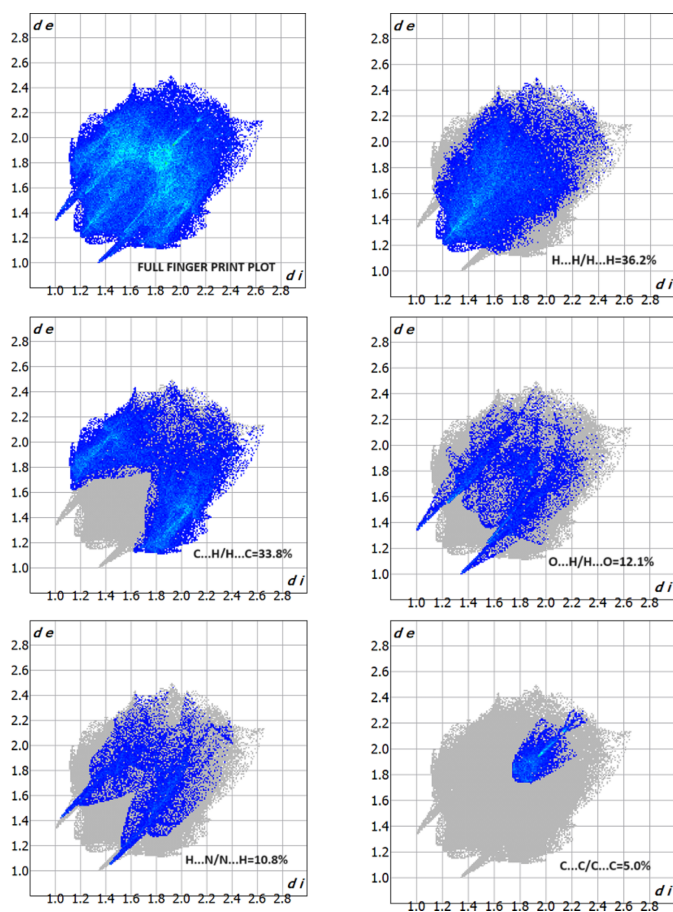 d e
2.8
2.6
2.4
2.2
2.0
1.8
1.6
1.4
1.2
1.0
FULL FINGER PRINT PLOT
d i
1.0 1.2 1.4 1.6 1.8 2.0 2.2 2.4 2.6 2.8
d e
2.8
2.6
2.4
2.2
2.0
1.8
1.6
1.4
1.2
H...H/H...H=36.2%
1.0
d i
1.0 1.2 1.4 1.6 1.8 2.0 2.2 2.4 2.6 2.8
d e
2.8
2.6
2.4
2.2
2.0
1.8
1.6
1.4
1.2
C...H/H...C=33.8%
1.0
d i
1.0 1.2 1.4 1.6 1.8 2.0 2.2 2.4 2.6 2.8
d e
2.8
2.6
2.4
2.2
2.0
1.8
1.6
1.4
1.2
O...H/H...O=12.1%
1.0
d i
1.0 1.2 1.4 1.6 1.8 2.0 2.2 2.4 2.6 2.8
d e
2.8
2.6
2.4
2.2
2.0
1.8
1.6
1.4
1.2
H...N/N...H=10.8%
1.0
d i
1.0 1.2 1.4 1.6 1.8 2.0 2.2 2.4 2.6 2.8
d e
2.8
2.6
2.4
2.2
2.0
1.8
1.6
1.4
1.2
C...C/C...C=5.0%
1.0
d i
1.0 1.2 1.4 1.6 1.8 2.0 2.2 2.4 2.6 2.8